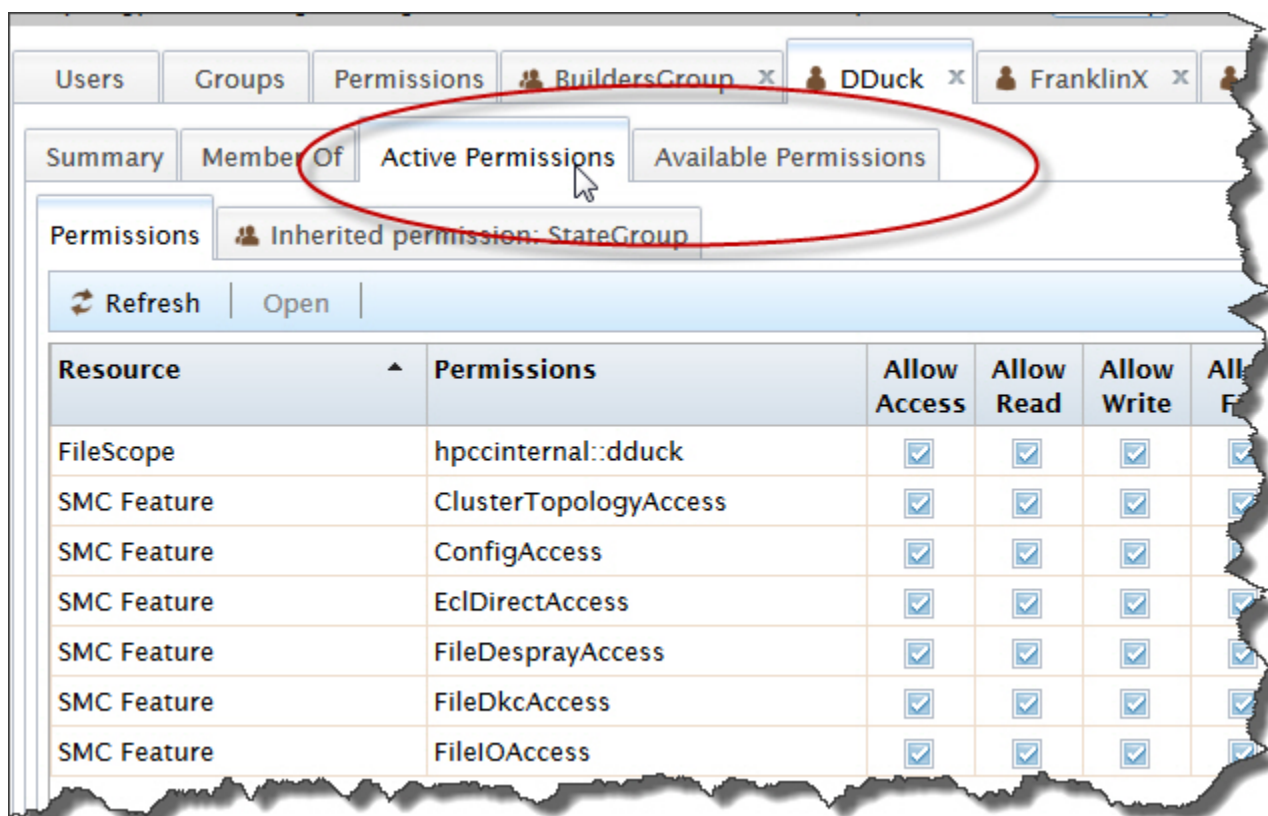 Users Groups Permissions BuildersGroup x DDuck x FranklinX x
Summary Member Of Active Permissions Available Permissions
Permissions Inherited permission: StateGroup
Refresh Open
Resource Permissions Allow Access Allow Read Allow Write
FileScope hpccinternal::dduck
SMC Feature ClusterTopologyAccess
SMC Feature ConfigAccess
SMC Feature EclDirectAccess
SMC Feature FileDesprayAccess
SMC Feature FileDkcAccess
SMC Feature FileIOAccess